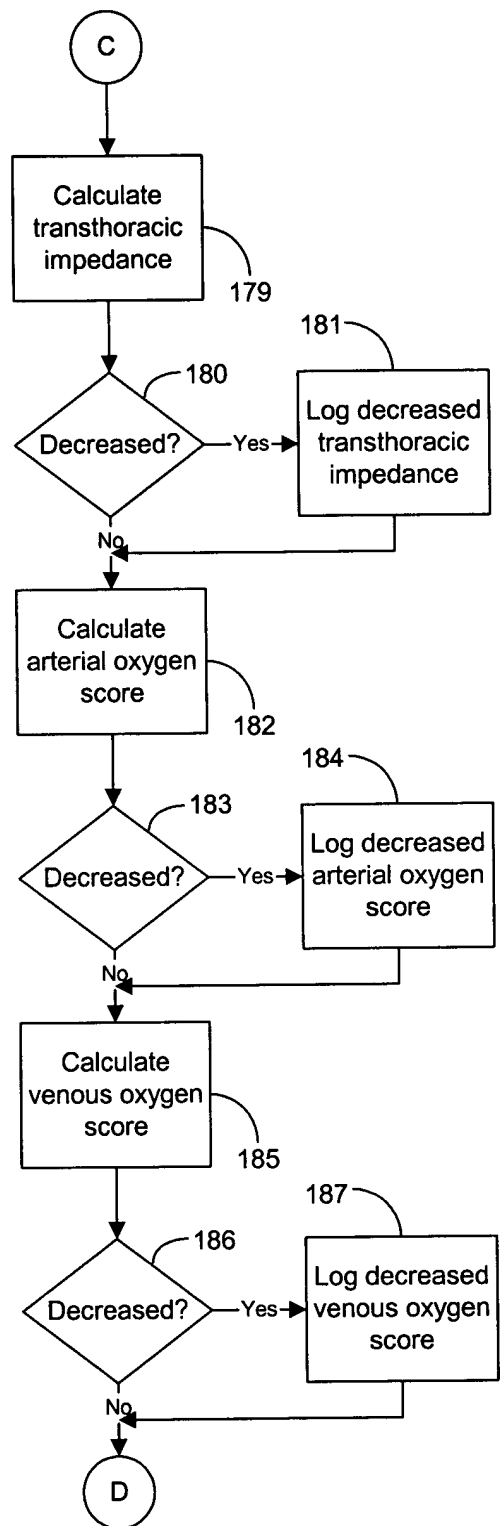 C
Calculate
transthoracic
impedance
179
180
181
Decreased?
Yes
Log decreased
transthoracic
impedance
No
Calculate
arterial oxygen
score
182
183
184
Decreased?
Yes
Log decreased
arterial oxygen
score
No
Calculate
venous oxygen
score
185
186
187
Decreased?
Yes
Log decreased
venous oxygen
score
No
D